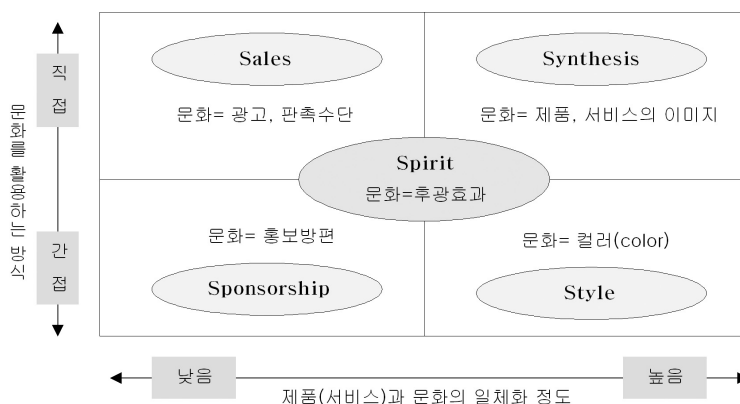 Sales
Synthesis
문화= 광고, 판촉수단
문화= 제품, 서비스의 이미지
직접
문화를 활용하는 방식
Spirit
문화=후광효과
간접
문화= 홍보방편
문화= 컬러(color)
Sponsorship
Style
낮음
높음
제품(서비스)과 문화의 일체화 정도